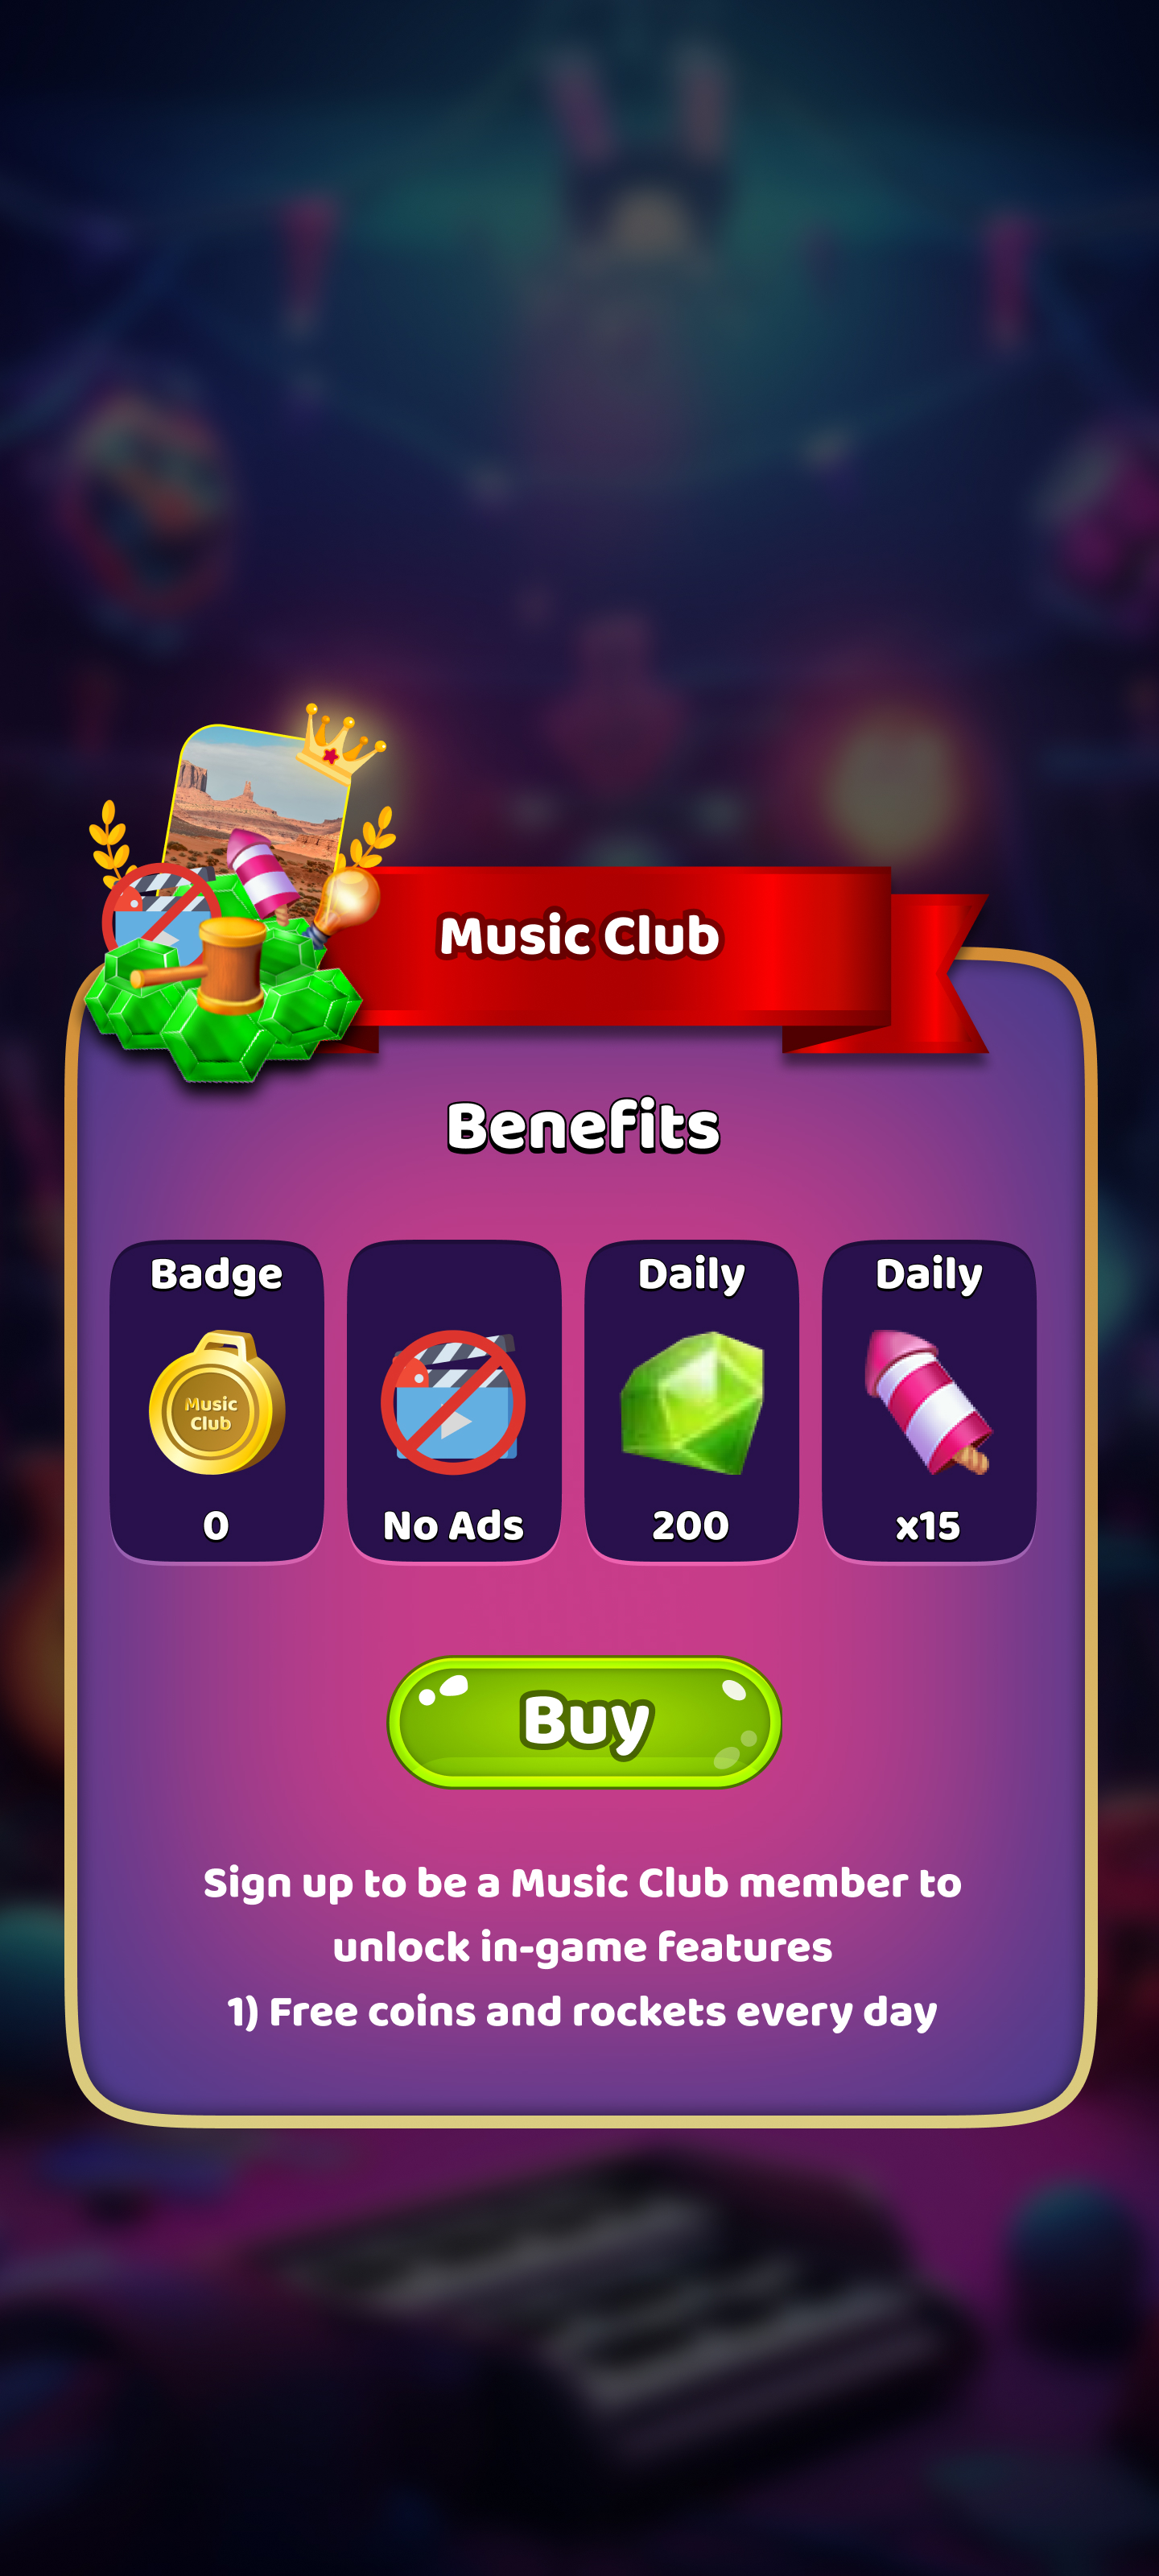 Music Club
Benefits
Badge
Daily
Daily
Music
Club
0
No Ads
200
x15
Buy
Sign up to be a Music Club member to
unlock in-game features
1) Free coins and rockets every day